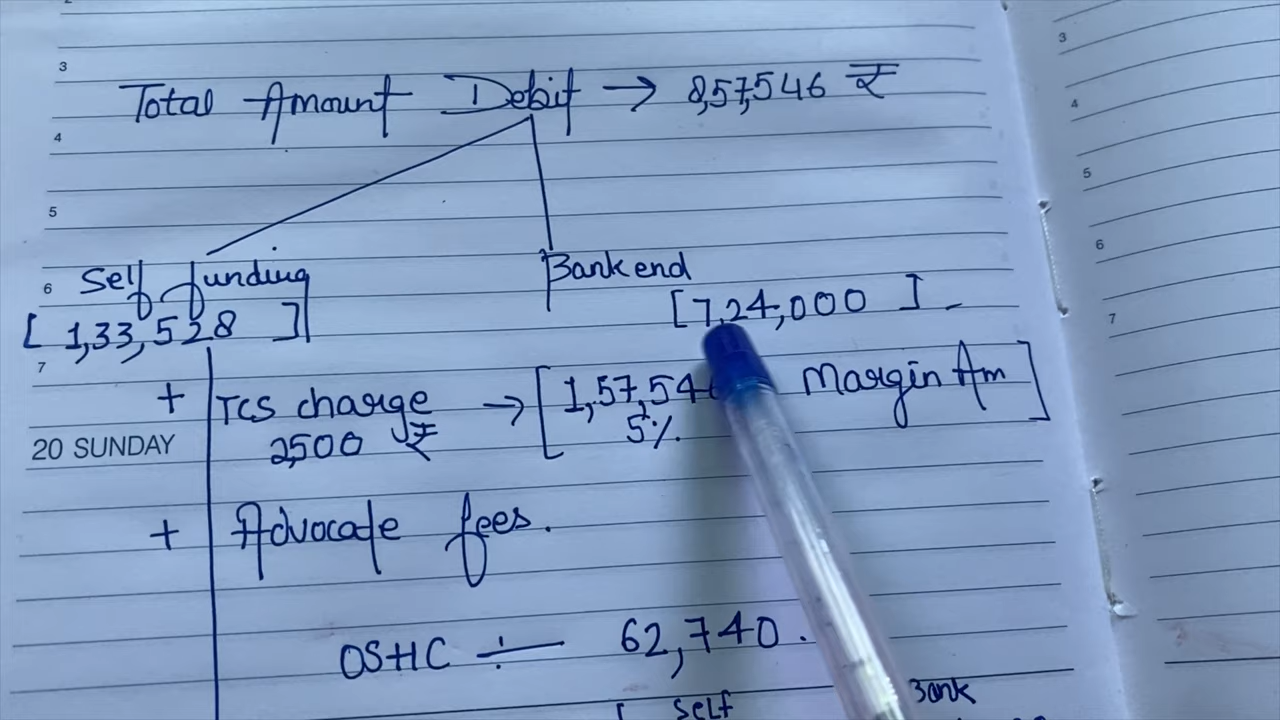 3
Total Amount Debit → 8,57,546 ₹
4
5
6 Self funding
[ 1,33,528 ]
Bank end
[7,24,000 ] -
7
+ TCS charge → [ 1,57,54 Margin Am ]
2,500 ₹ 5%
20 SUNDAY
+ Advocate fees.
OSHC ÷ 62,740.
[ Self Bank
3
4
5
6
7